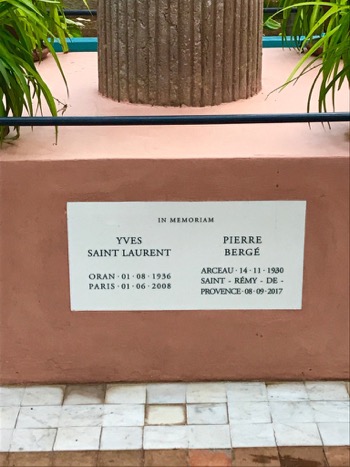 IN MEMORIAM
YVES
SAINT LAURENT
ORAN · 01 · 08 · 1936
PARIS · 01 · 06 · 2008
PIERRE
BERGÉ
ARCEAU · 14 · 11 · 1930
SAINT - RÉMY - DE -
PROVENCE · 08 · 09 · 2017